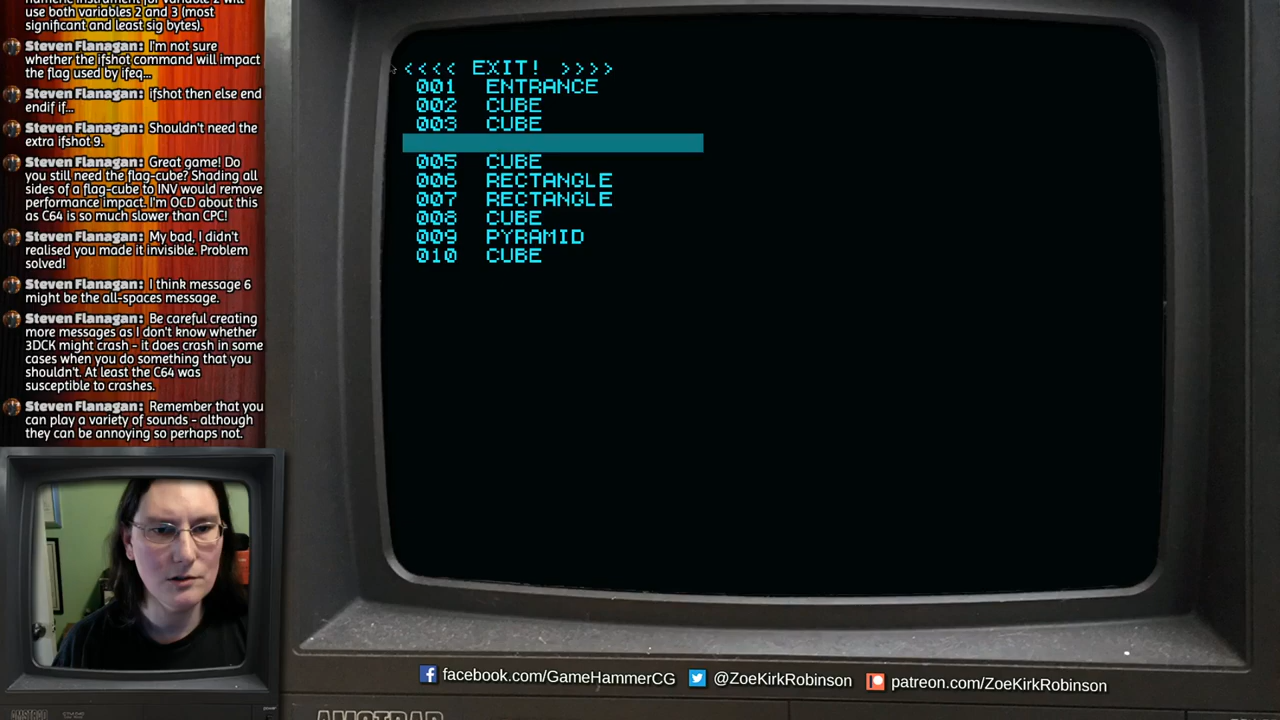 numeric instrument for variable 2 will
use both variables 2 and 3 (most
significant and least sig bytes).
Steven Flanagan: I'm not sure
whether the ifshot command will impact
the flag used by ifeq...
Steven Flanagan: ifshot then else end
endif if...
Steven Flanagan: Shouldn't need the
extra ifshot 9.
Steven Flanagan: Great game! Do
you still need the flag-cube? Shading all
sides of a flag-cube to INV would remove
performance impact. I'm OCD about this
as C64 is so much slower than CPC!
Steven Flanagan: My bad, I didn't
realised you made it invisible. Problem
solved!
Steven Flanagan: I think message 6
might be the all-spaces message.
Steven Flanagan: Be careful creating
more messages as I don't know whether
3DCK might crash - it does crash in some
cases when you do something that you
shouldn't. At least the C64 was
susceptible to crashes.
Steven Flanagan: Remember that you
can play a variety of sounds - although
they can be annoying so perhaps not.
<<<< EXIT! >>>>
001 ENTRANCE
002 CUBE
003 CUBE
005 CUBE
006 RECTANGLE
007 RECTANGLE
008 CUBE
009 PYRAMID
010 CUBE
facebook.com/GameHammerCG
@ZoeKirkRobinson
patreon.com/ZoeKirkRobinson
AMSTRAD